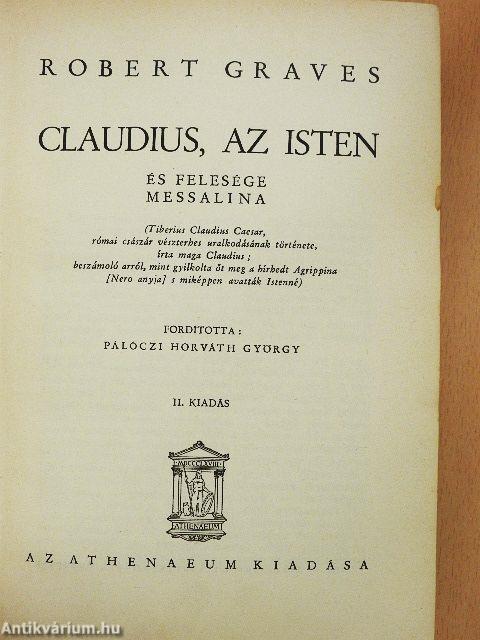 ROBERT GRAVES
CLAUDIUS, AZ ISTEN
ÉS FELESÉGE
MESSALINA
(Tiberius Claudius Caesar,
római császár vészterhes uralkodásának története,
írta maga Claudius;
beszámoló arról, mint gyilkolta őt meg a hírhedt Agrippina
[Nero anyja] s miképpen avatták Istenné)
FORDITOTTA:
PÁLÓCZI HORVÁTH GYÖRGY
II. KIADÁS
MDCCCLXVIII
ATHENAEUM
AZ ATHENAEUM KIADÁSA
Antikvárium.hu